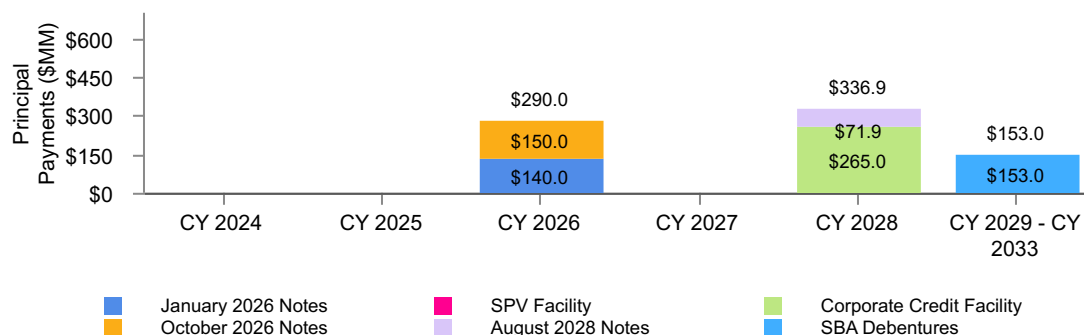 Principal
Payments ($MM)
$600
$450
$300
$150
$0
$290.0
$150.0
$140.0
$336.9
$71.9
$265.0
$153.0
$153.0
CY 2024
CY 2025
CY 2026
CY 2027
CY 2028
CY 2029 - CY
2033
January 2026 Notes
SPV Facility
Corporate Credit Facility
October 2026 Notes
August 2028 Notes
SBA Debentures